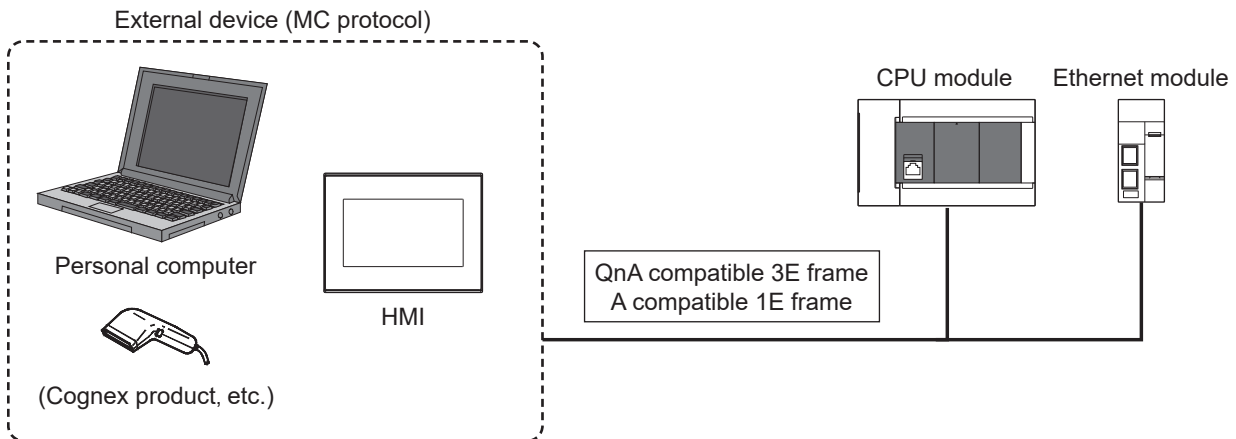 External device (MC protocol)
CPU module
Ethernet module
Personal computer
HMI
QnA compatible 3E frame
A compatible 1E frame
(Cognex product, etc.)